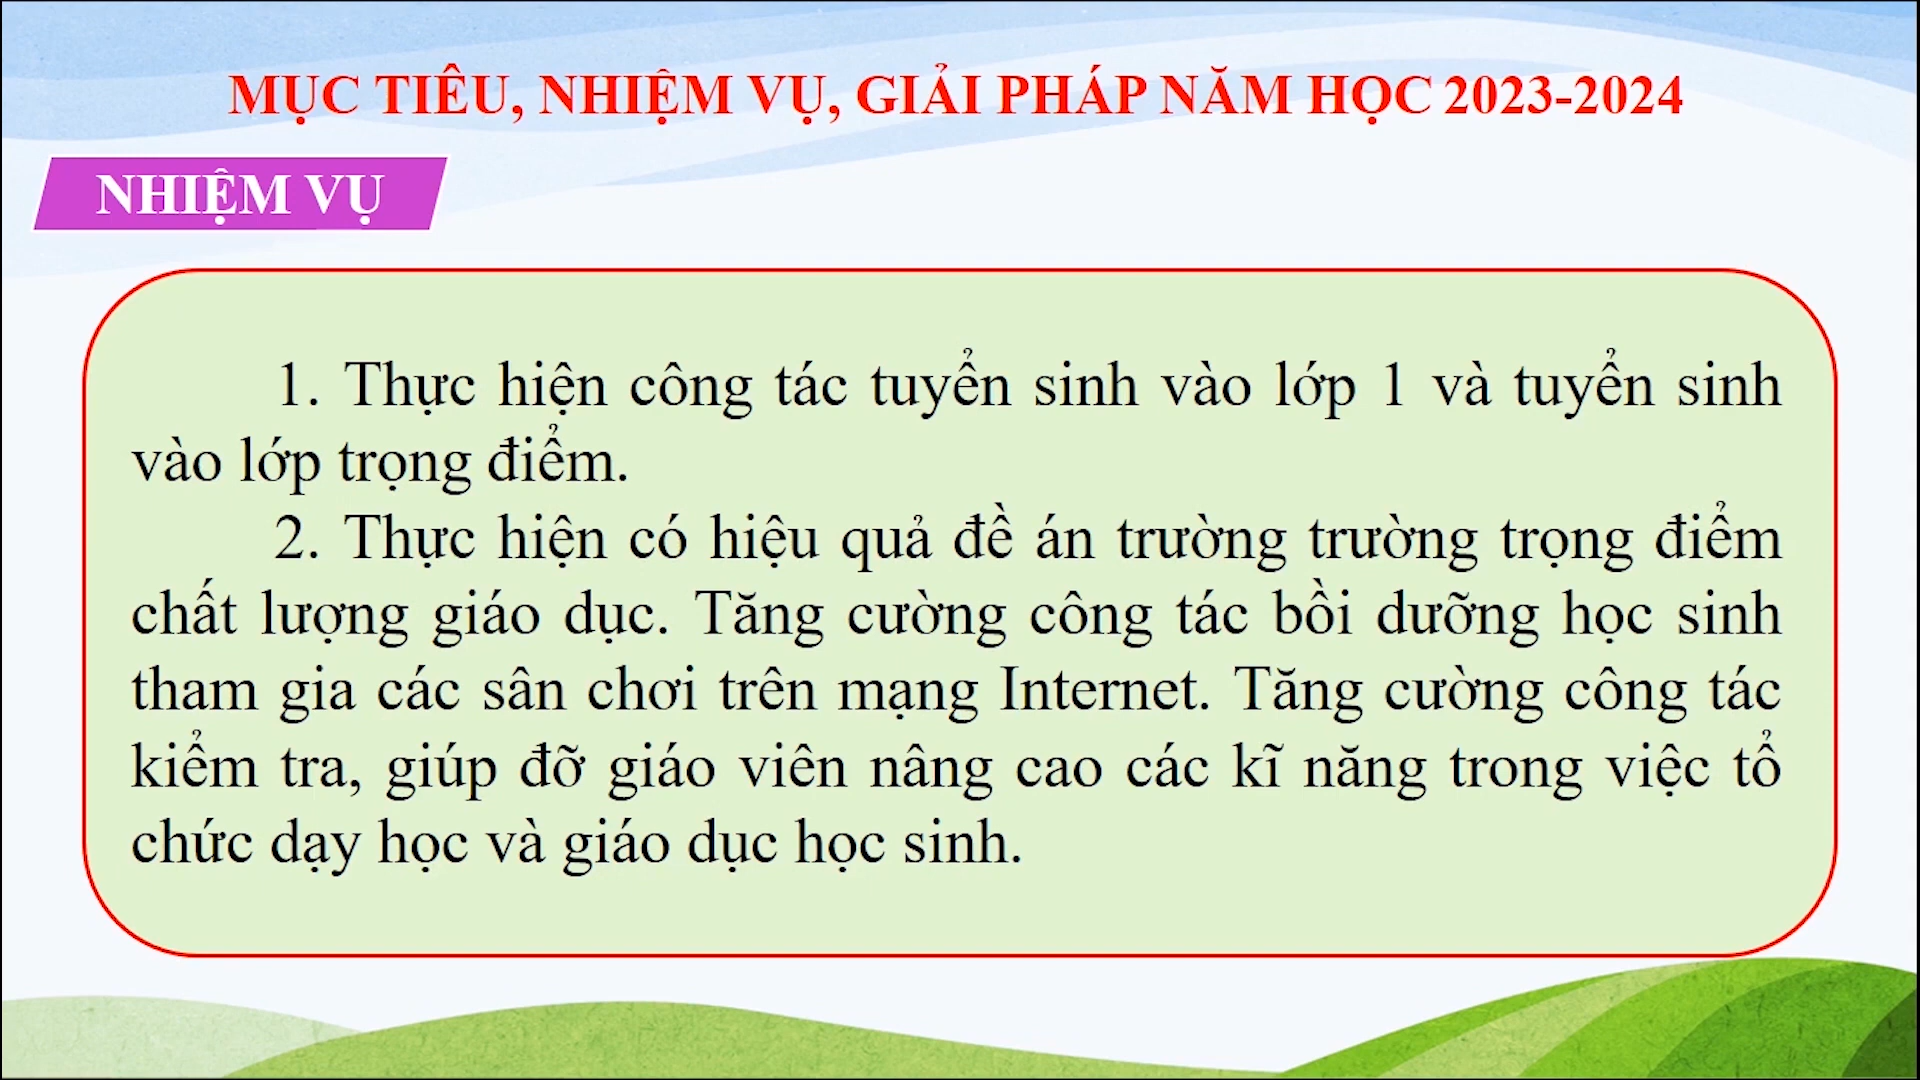 MỤC TIÊU, NHIỆM VỤ, GIẢI PHÁP NĂM HỌC 2023-2024
NHIỆM VỤ
1. Thực hiện công tác tuyển sinh vào lớp 1 và tuyển sinh
vào lớp trọng điểm.
2. Thực hiện có hiệu quả đề án trường trường trọng điểm
chất lượng giáo dục. Tăng cường công tác bồi dưỡng học sinh
tham gia các sân chơi trên mạng Internet. Tăng cường công tác
kiểm tra, giúp đỡ giáo viên nâng cao các kĩ năng trong việc tổ
chức dạy học và giáo dục học sinh.